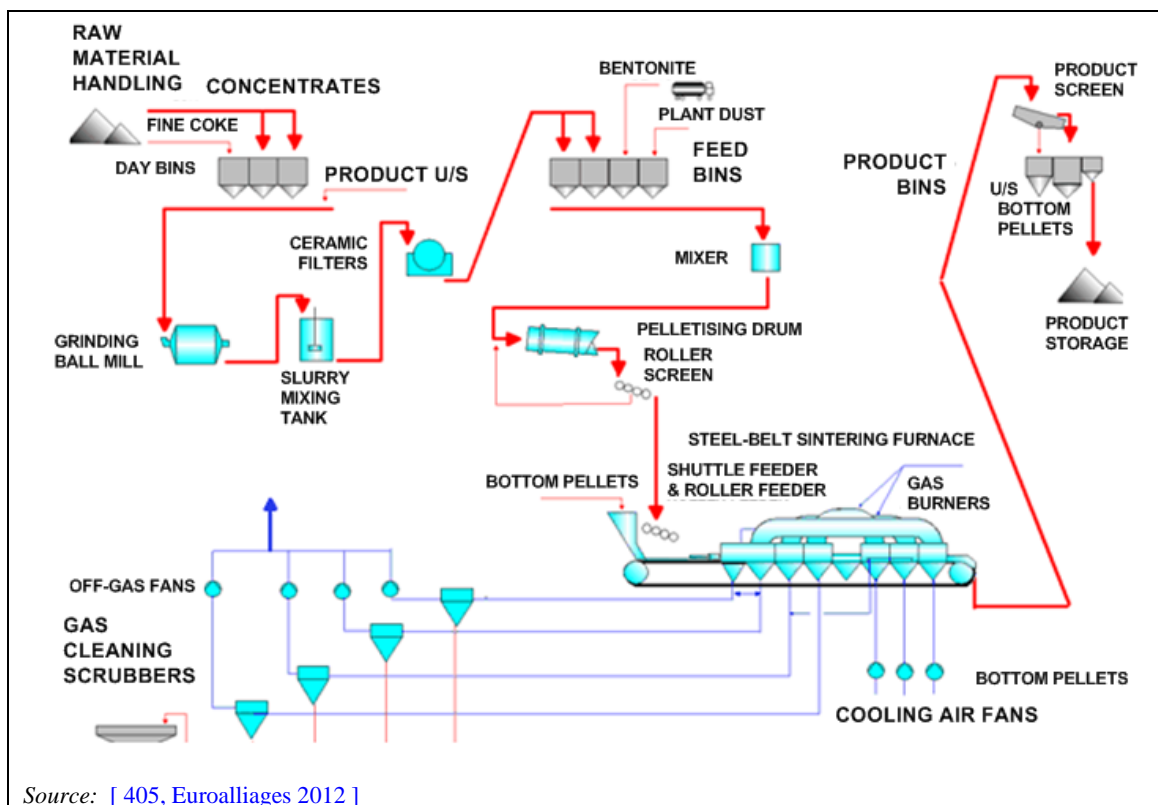 RAW
MATERIAL
HANDLING
CONCENTRATES
FINE COKE
DAY BINS
PRODUCT U/S
CERAMIC
FILTERS
GRINDING
BALL MILL
SLURRY
MIXING
TANK
BENTONITE
PLANT DUST
FEED
BINS
MIXER
PELLETISING DRUM
ROLLER
SCREEN
PRODUCT
SCREEN
PRODUCT
BINS
U/S
BOTTOM
PELLETS
PRODUCT
STORAGE
STEEL-BELT SINTERING FURNACE
BOTTOM PELLETS
SHUTTLE FEEDER
& ROLLER FEEDER
GAS
BURNERS
OFF-GAS FANS
GAS
CLEANING
SCRUBBERS
BOTTOM PELLETS
COOLING AIR FANS
Source: [ 405, Euroalliages 2012 ]